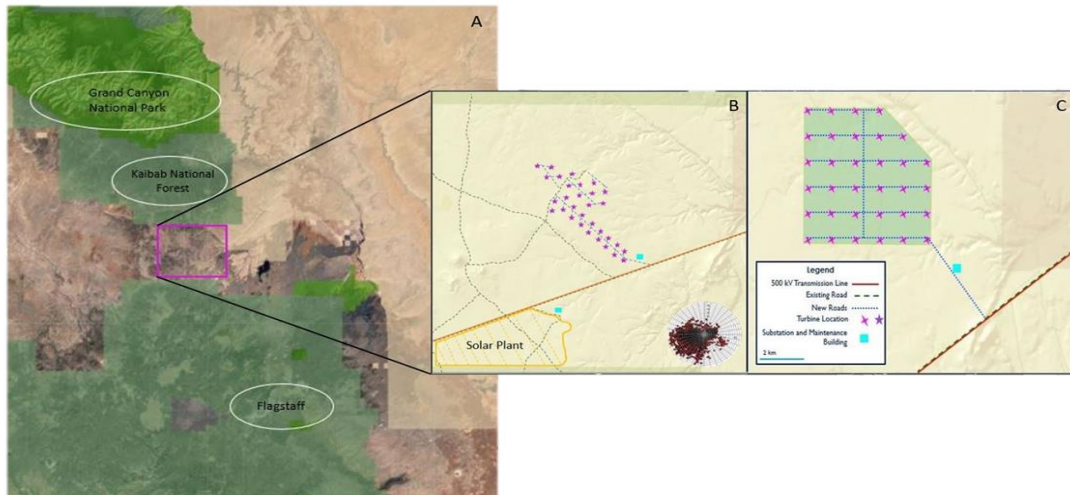 A
Grand Canyon
National Park
Kaibab National
Forest
Flagstaff
B
Solar Plant
C
Legend
500 kV Transmission Line
Existing Road
New Roads
Turbine Location
Substation and Maintenance
Building
2 km